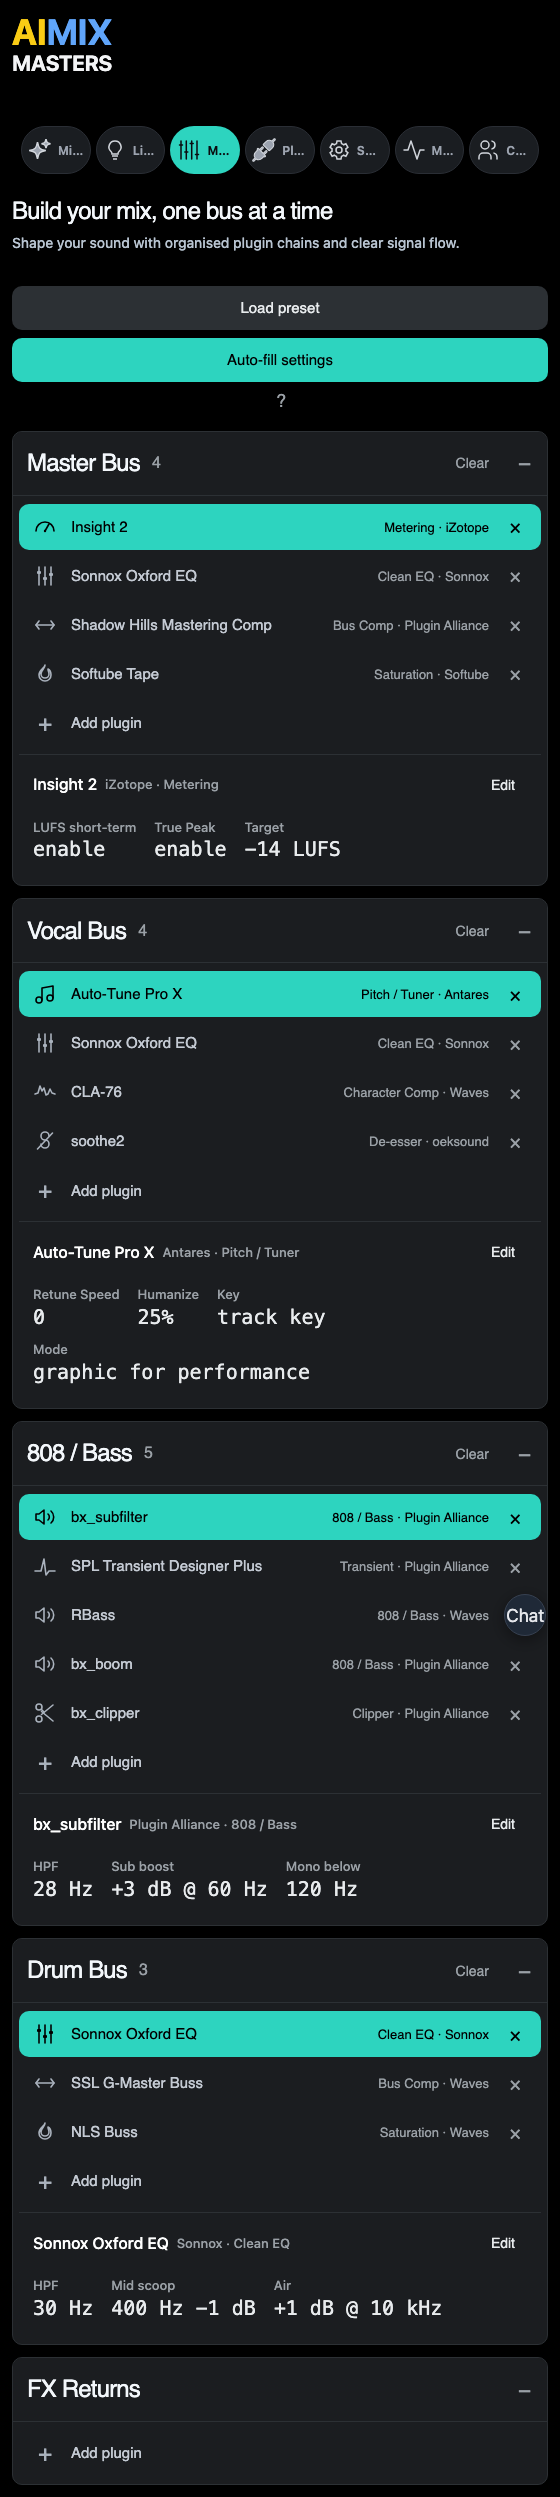 AIMIX
MASTERS
Mi... Li... M... Pl... S... M... C...
Build your mix, one bus at a time
Shape your sound with organised plugin chains and clear signal flow.
Load preset
Auto-fill settings
?
Master Bus 4 Clear −
Insight 2 Metering · iZotope ×
Sonnox Oxford EQ Clean EQ · Sonnox ×
Shadow Hills Mastering Comp Bus Comp · Plugin Alliance ×
Softube Tape Saturation · Softube ×
+ Add plugin
Insight 2 iZotope · Metering Edit
LUFS short-term True Peak Target
enable enable −14 LUFS
Vocal Bus 4 Clear −
Auto-Tune Pro X Pitch / Tuner · Antares ×
Sonnox Oxford EQ Clean EQ · Sonnox ×
CLA-76 Character Comp · Waves ×
soothe2 De-esser · oeksound ×
+ Add plugin
Auto-Tune Pro X Antares · Pitch / Tuner Edit
Retune Speed Humanize Key
0 25% track key
Mode
graphic for performance
808 / Bass 5 Clear −
bx_subfilter 808 / Bass · Plugin Alliance ×
SPL Transient Designer Plus Transient · Plugin Alliance ×
RBass 808 / Bass · Waves Chat
bx_boom 808 / Bass · Plugin Alliance ×
bx_clipper Clipper · Plugin Alliance ×
+ Add plugin
bx_subfilter Plugin Alliance · 808 / Bass Edit
HPF Sub boost Mono below
28 Hz +3 dB @ 60 Hz 120 Hz
Drum Bus 3 Clear −
Sonnox Oxford EQ Clean EQ · Sonnox ×
SSL G-Master Buss Bus Comp · Waves ×
NLS Buss Saturation · Waves ×
+ Add plugin
Sonnox Oxford EQ Sonnox · Clean EQ Edit
HPF Mid scoop Air
30 Hz 400 Hz −1 dB +1 dB @ 10 kHz
FX Returns −
+ Add plugin